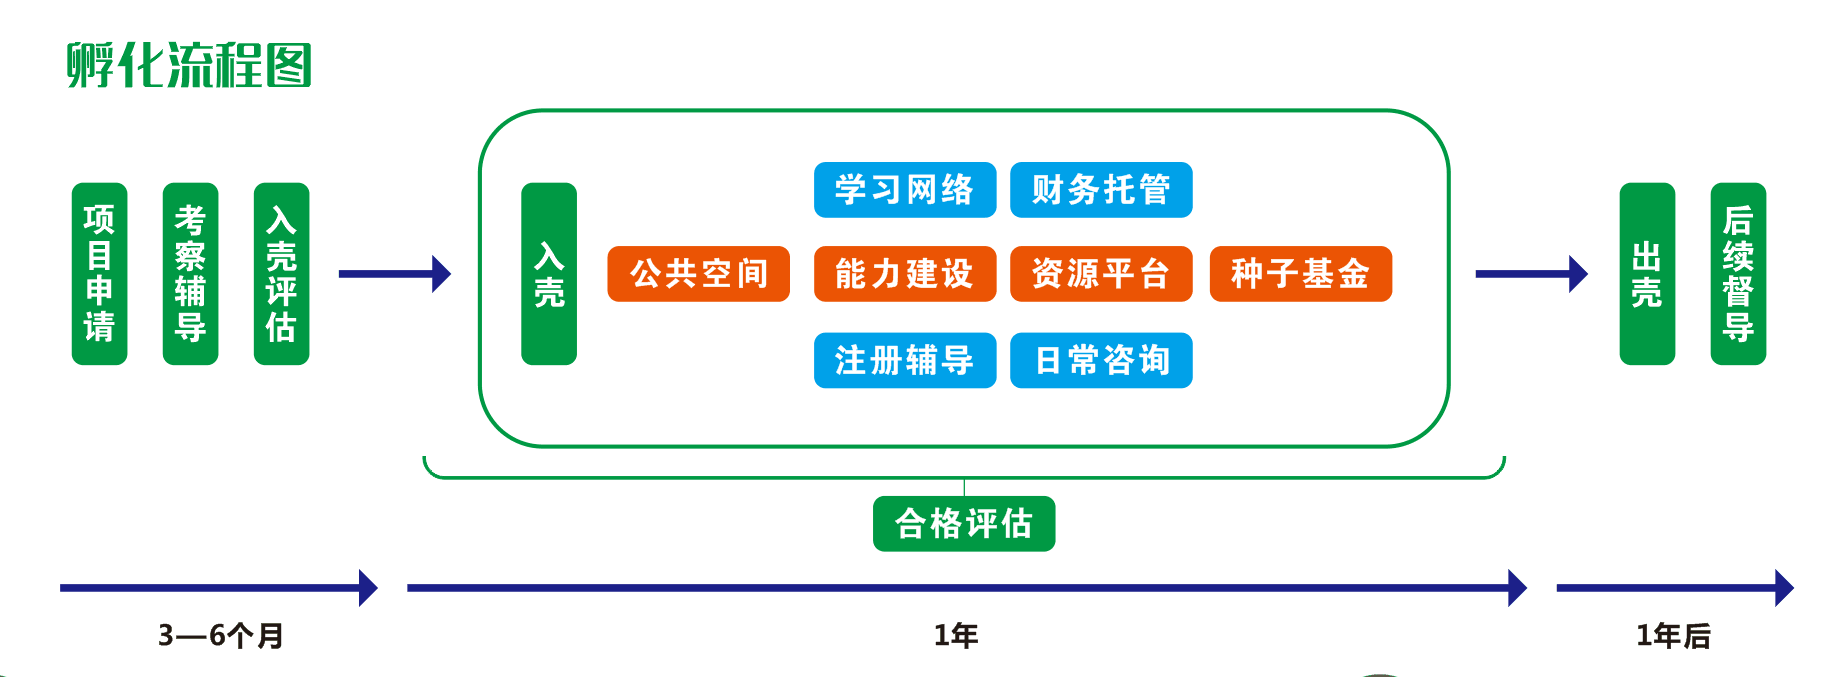 孵化流程图
项目申请
考察辅导
入壳评估
入壳
学习网络
财务托管
公共空间
能力建设
资源平台
种子基金
注册辅导
日常咨询
出壳
后续督导
合格评估
3—6个月
1年
1年后